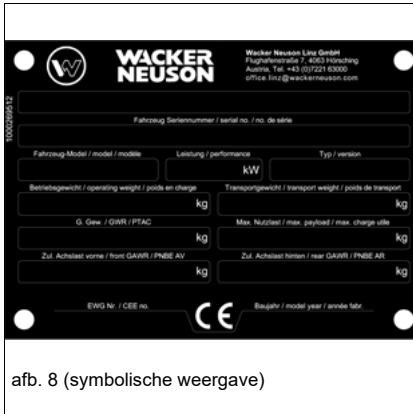 WACKER
NEUSON
Wacker Neuson Linz GmbH
Flughafenstraße 7, 4063 Hörsching
Austria, Tel. +43 (0)7221 63000
office.linz@wackerneuson.com
1000269512
Fahrzeug Seriennummer / serial no. / no. de série
Fahrzeug-Model / model / modèle Leistung / performance Typ / version
kW
Betriebsgewicht / operating weight / poids en charge Transportgewicht / transport weight / poids de transport
kg kg
G. Gew. / GWR / PTAC Max. Nutzlast / max. payload / max. charge utile
kg kg
Zul. Achslast vorne / front GAWR / PNBE AV Zul. Achslast hinten / rear GAWR / PNBE AR
kg kg
EWG Nr. / CEE no. CE Baujahr / model year / année fabr.
afb. 8 (symbolische weergave)